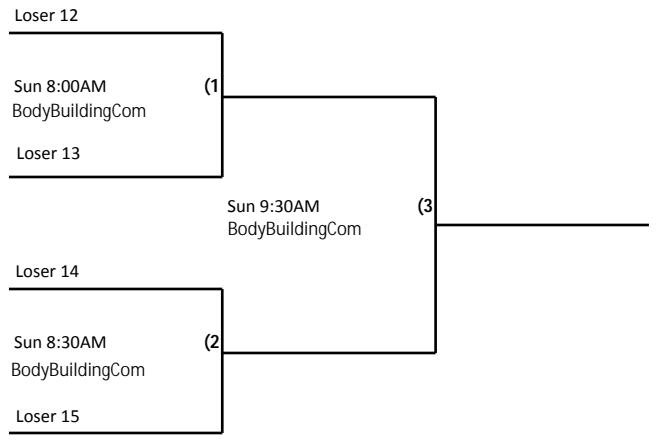 Loser 12
Sun 8:00AM (1
BodyBuildingCom
Loser 13
Sun 9:30AM (3
BodyBuildingCom
Loser 14
Sun 8:30AM (2
BodyBuildingCom
Loser 15